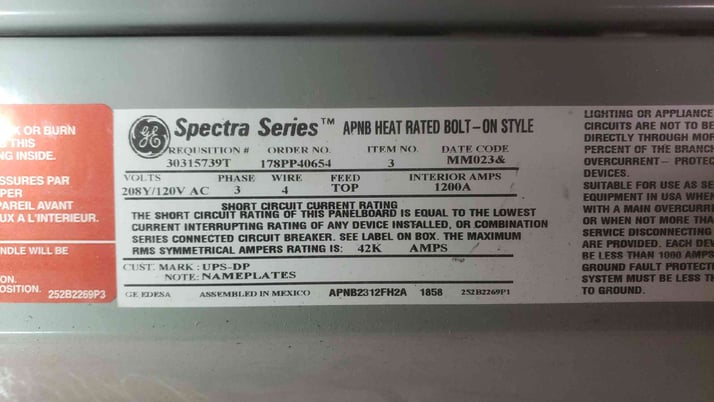 K OR BURN
S THIS
NG INSIDE.
SSURES PAR
PER
PAREIL AVANT
UX A L'INTERIEUR.
NDLE WILL BE
ON.
OSITION. 252B2269P3
GE Spectra Series™ APNB HEAT RATED BOLT-ON STYLE
REQUSITION # ORDER NO. ITEM NO. DATE CODE
30315739T 178PP40654 3 MM023&
VOLTS PHASE WIRE FEED INTERIOR AMPS
208Y/120V AC 3 4 TOP 1200A
SHORT CIRCUIT CURRENT RATING
THE SHORT CIRCUIT RATING OF THIS PANELBOARD IS EQUAL TO THE LOWEST
CURRENT INTERRUPTING RATING OF ANY DEVICE INSTALLED, OR COMBINATION
SERIES CONNECTED CIRCUIT BREAKER. SEE LABEL ON BOX. THE MAXIMUM
RMS SYMMETRICAL AMPERS RATING IS: 42K AMPS
CUST. MARK : UPS-DP
NOTE: NAMEPLATES
GE EDESA ASSEMBLED IN MEXICO APNB2312FH2A 1858 252B2269P1
LIGHTING OR APPLIANCE
CIRCUITS ARE NOT TO BE
DIRECTLY THROUGH MOR
PERCENT OF THE BRANCH
OVERCURRENT- PROTEC
DEVICES.
SUITABLE FOR USE AS SE
EQUIPMENT IN USA WHEN
WITH A MAIN OVERCURRE
OR WHEN NOT MORE THA
SERVICE DISCONNECTING
ARE PROVIDED. EACH DEV
BE LESS THAN 1000 AMPS
GROUND FAULT PROTECTI
SYSTEM MUST BE LESS TH
TO GROUND.